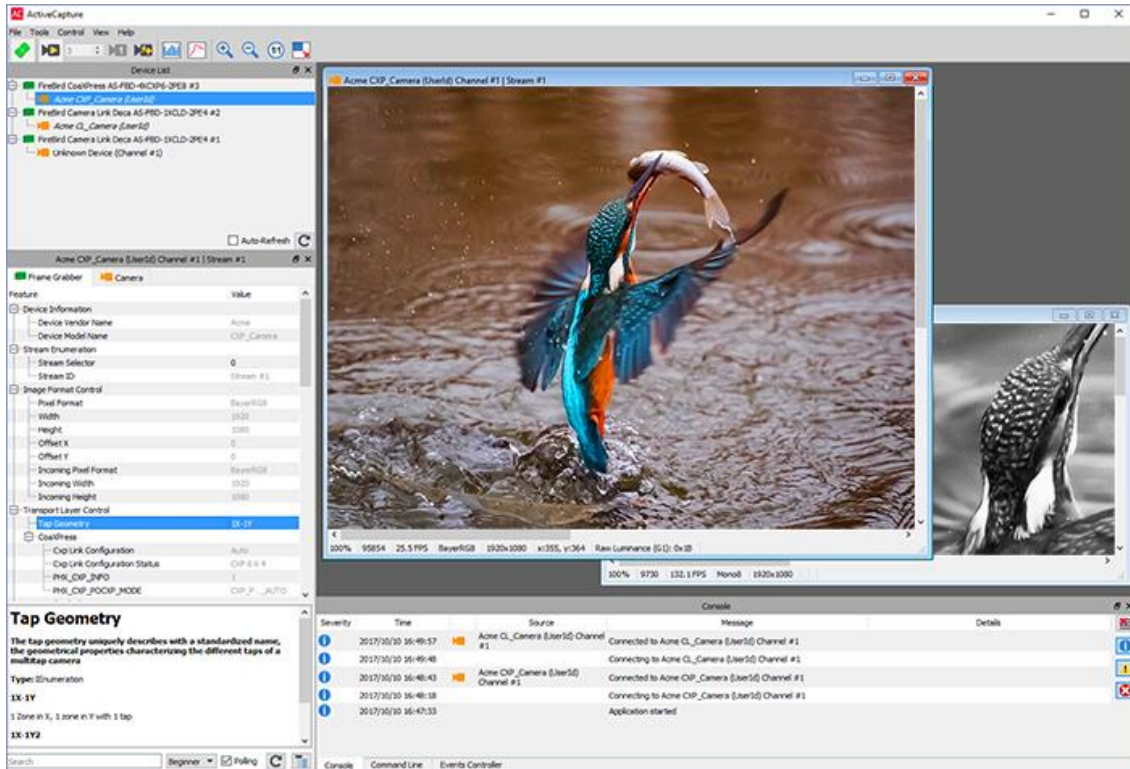 ActiveCapture
File Tools Control View Help
Device List
FireBird CoaXPress AS-FBD-4XCXP6-2PE8 #3
Acme CXP_Camera (UserId)
FireBird Camera Link Deca AS-FBD-1XCLD-2PE4 #2
Acme CL_Camera (UserId)
FireBird Camera Link Deca AS-FBD-1XCLD-2PE4 #1
Unknown Device (Channel #1)
Auto-Refresh
Acme CXP_Camera (UserId) Channel #1 | Stream #1
Frame Grabber Camera
Feature Value
Device Information
Device Vendor Name Acme
Device Model Name CXP_Camera
Stream Enumeration
Stream Selector 0
Stream ID Stream #1
Image Format Control
Pixel Format BayerRG8
Width 1920
Height 1080
Offset X 0
Offset Y 0
Incoming Pixel Format BayerRG8
Incoming Width 1920
Incoming Height 1080
Transport Layer Control
Tap Geometry 1X-1Y
CoaXPress
Cxp Link Configuration Auto
Cxp Link Configuration Status
PHX_CXP_INFO 1
PHX_CXP_POCXP_MODE CXP_P..._AUTO
Tap Geometry
The tap geometry uniquely describes with a standardized name,
the geometrical properties characterizing the different taps of a
multitap camera
Type: IEnumeration
1X-1Y
1 Zone in X, 1 zone in Y with 1 tap
1X-1Y2
Search Beginner Polling
Acme CXP_Camera (UserId) Channel #1 | Stream #1
100% 95854 25.5 FPS BayerRG8 1920x1080 x:355, y:364 Raw Luminance (G1): 0x1B
100% 9730 132.1 FPS Mono8 1920x1080
Console
Severity Time Source Message Details
2017/10/10 16:49:57 Acme CL_Camera (UserId) Channel #1 Connected to Acme CL_Camera (UserId) Channel #1
2017/10/10 16:49:48 Connecting to Acme CL_Camera (UserId) Channel #1
2017/10/10 16:48:43 Acme CXP_Camera (UserId) Channel #1 Connected to Acme CXP_Camera (UserId) Channel #1
2017/10/10 16:48:18 Connecting to Acme CXP_Camera (UserId) Channel #1
2017/10/10 16:47:33 Application started
Console Command Line Events Controller